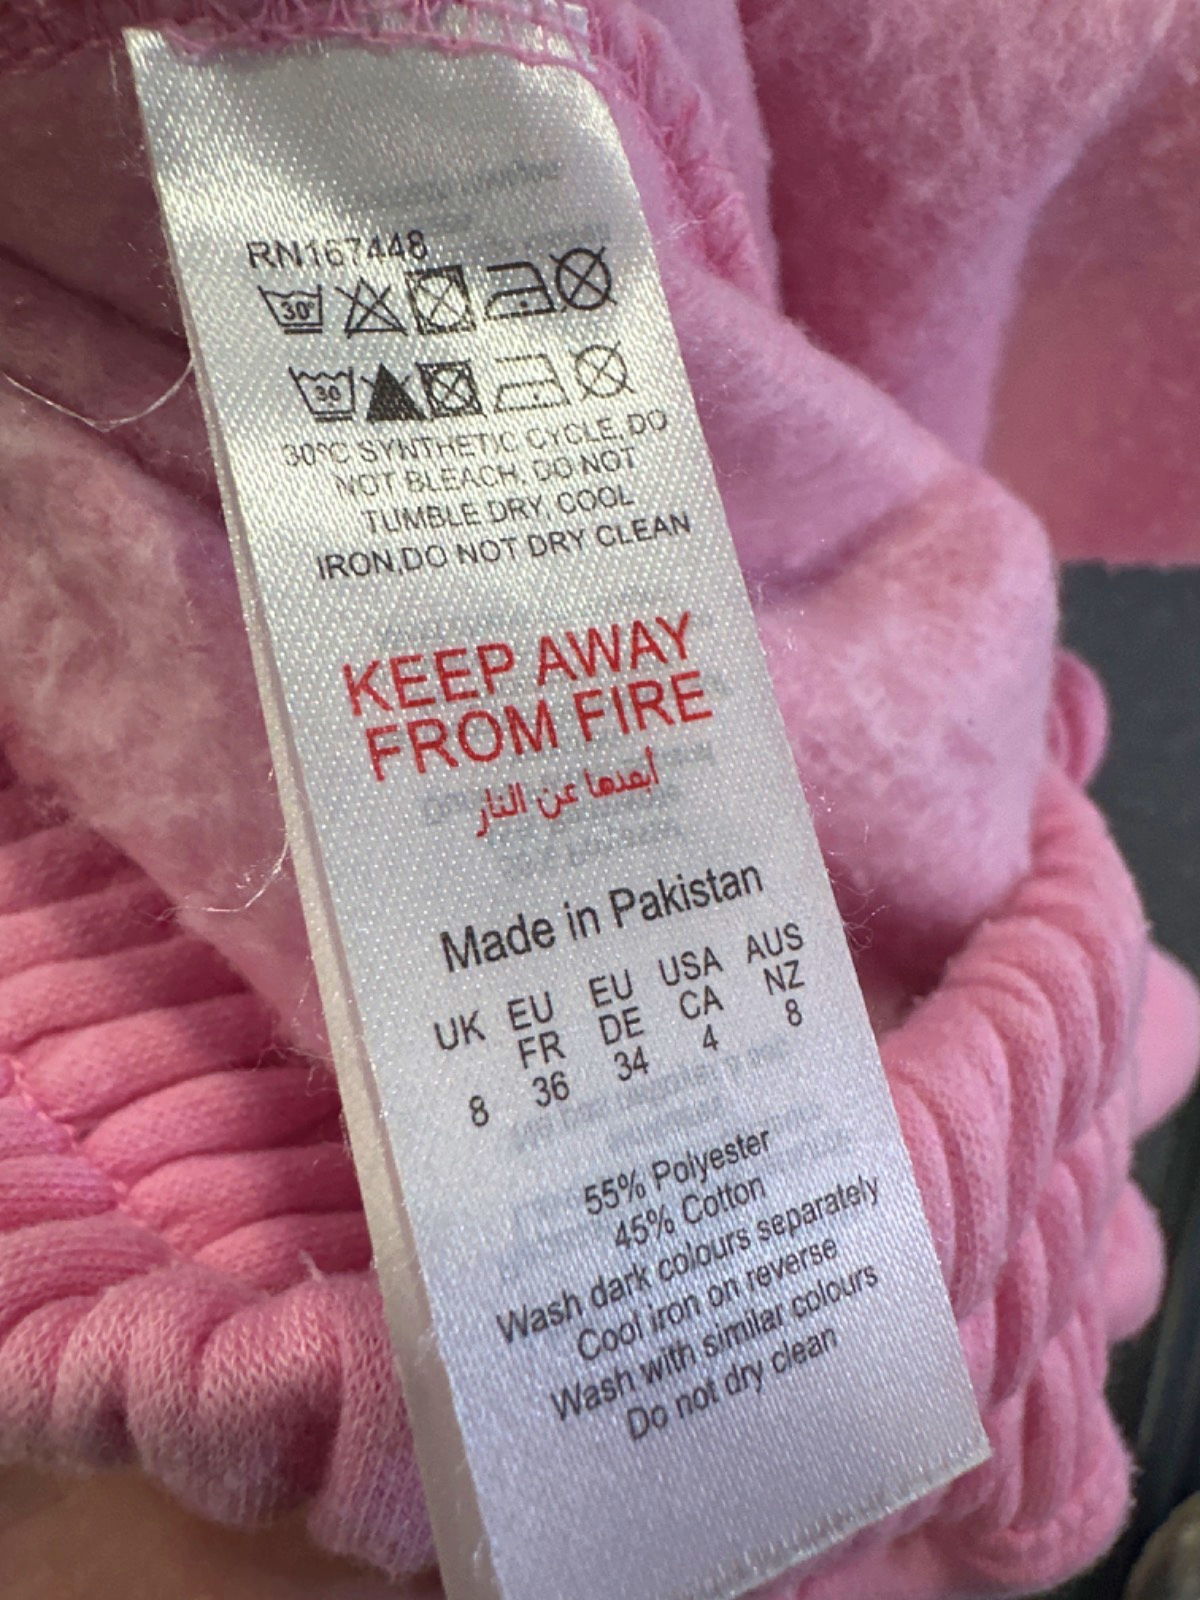 RN167448
30°
30
30°C SYNTHETIC CYCLE, DO
NOT BLEACH, DO NOT
TUMBLE DRY, COOL
IRON,DO NOT DRY CLEAN
KEEP AWAY
FROM FIRE
أبعدها عن النار
Made in Pakistan
UK EU EU USA AUS
FR DE CA NZ
8 36 34 4 8
55% Polyester
45% Cotton
Wash dark colours separately
Cool iron on reverse
Wash with similar colours
Do not dry clean